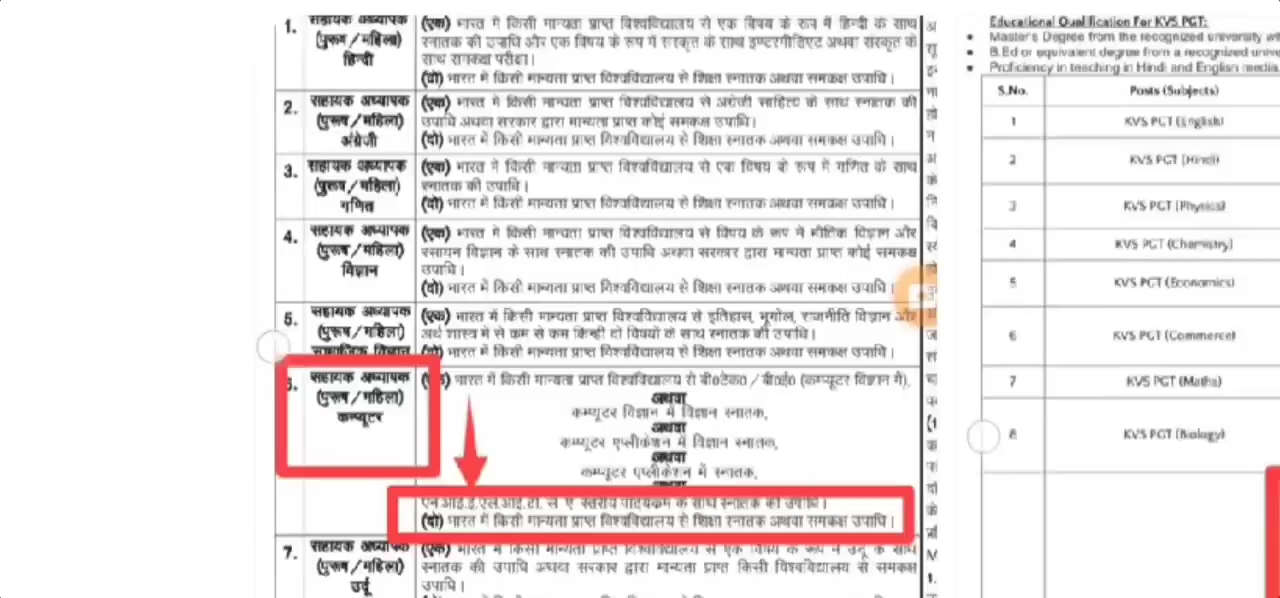 1.
सहायक अध्यापक
(पुरूष/महिला)
हिन्दी
(एक) भारत में किसी मान्यता प्राप्त विश्वविद्यालय से एक विषय के रूप में हिन्दी के साथ
स्नातक की उपाधि और एक विषय के रूप में संस्कृत के साथ इण्टरमीडिएट अथवा संस्कृत के
साथ समकक्ष परीक्षा।
(दो) भारत में किसी मान्यता प्राप्त विश्वविद्यालय से शिक्षा स्नातक अथवा समकक्ष उपाधि।
2.
सहायक अध्यापक
(पुरूष/महिला)
अंग्रेजी
(एक) भारत में किसी मान्यता प्राप्त विश्वविद्यालय से अंग्रेजी साहित्य के साथ स्नातक की
उपाधि अथवा सरकार द्वारा मान्यता प्राप्त कोई समकक्ष उपाधि।
(दो) भारत में किसी मान्यता प्राप्त विश्वविद्यालय से शिक्षा स्नातक अथवा समकक्ष उपाधि।
3.
सहायक अध्यापक
(पुरूष/महिला)
गणित
(एक) भारत में किसी मान्यता प्राप्त विश्वविद्यालय से एक विषय के रूप में गणित के साथ
स्नातक की उपाधि।
(दो) भारत में किसी मान्यता प्राप्त विश्वविद्यालय से शिक्षा स्नातक अथवा समकक्ष उपाधि।
4.
सहायक अध्यापक
(पुरूष/महिला)
विज्ञान
(एक) भारत में किसी मान्यता प्राप्त विश्वविद्यालय से विषय के रूप में भौतिक विज्ञान और
रसायन विज्ञान के साथ स्नातक की उपाधि अथवा सरकार द्वारा मान्यता प्राप्त कोई समकक्ष
उपाधि।
(दो) भारत में किसी मान्यता प्राप्त विश्वविद्यालय से शिक्षा स्नातक अथवा समकक्ष उपाधि।
5.
सहायक अध्यापक
(पुरूष/महिला)
सामाजिक विज्ञान
(एक) भारत में किसी मान्यता प्राप्त विश्वविद्यालय से इतिहास, भूगोल, राजनीति विज्ञान और
अर्थ शास्त्र में से कम से कम किन्हीं दो विषयों के साथ स्नातक की उपाधि।
(दो) भारत में किसी मान्यता प्राप्त विश्वविद्यालय से शिक्षा स्नातक अथवा समकक्ष उपाधि।
6.
सहायक अध्यापक
(पुरूष/महिला)
कम्प्यूटर
(एक) भारत में किसी मान्यता प्राप्त विश्वविद्यालय से बी०टेक०/बी०ई० (कम्प्यूटर विज्ञान में),
अथवा
कम्प्यूटर विज्ञान में विज्ञान स्नातक,
अथवा
कम्प्यूटर एप्लीकेशन में विज्ञान स्नातक,
अथवा
कम्प्यूटर एप्लीकेशन में स्नातक,
अथवा
एन.आई.ई.एल.आई.टी. से ए स्तरीय पाठ्यक्रम के साथ स्नातक की उपाधि।
(दो) भारत में किसी मान्यता प्राप्त विश्वविद्यालय से शिक्षा स्नातक अथवा समकक्ष उपाधि।
7.
सहायक अध्यापक
(पुरूष/महिला)
उर्दू
(एक) भारत में किसी मान्यता प्राप्त विश्वविद्यालय से एक विषय के रूप में उर्दू के साथ
स्नातक की उपाधि अथवा सरकार द्वारा मान्यता प्राप्त किसी विश्वविद्यालय से समकक्ष
उपाधि।
Educational Qualification For KVS PGT:
Master's Degree from the recognized university
B.Ed or equivalent degree from a recognized
Proficiency in teaching in Hindi and English media.
S.No. Posts (Subjects)
1 KVS PGT (English)
2 KVS PGT (Hindi)
3 KVS PGT (Physics)
4 KVS PGT (Chemistry)
5 KVS PGT (Economics)
6 KVS PGT (Commerce)
7 KVS PGT (Maths)
8 KVS PGT (Biology)